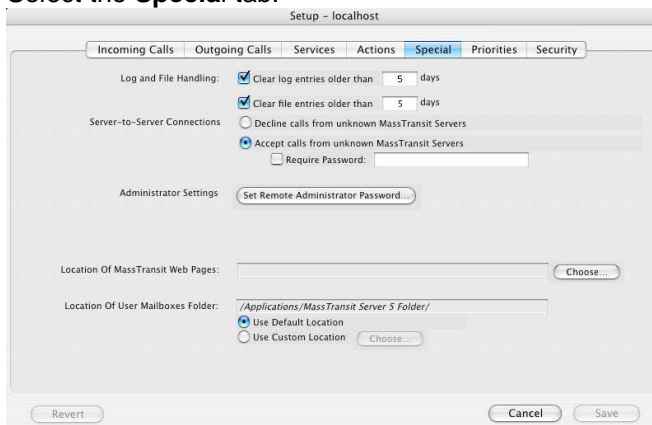 Select the Special tab.
Setup – localhost
Incoming Calls Outgoing Calls Services Actions Special Priorities Security
Log and File Handling: Clear log entries older than 5 days
Clear file entries older than 5 days
Server-to-Server Connections Decline calls from unknown MassTransit Servers
Accept calls from unknown MassTransit Servers
Require Password:
Administrator Settings Set Remote Administrator Password...
Location Of MassTransit Web Pages: Choose...
Location Of User Mailboxes Folder: /Applications/MassTransit Server 5 Folder/
Use Default Location
Use Custom Location Choose...
Revert Cancel Save